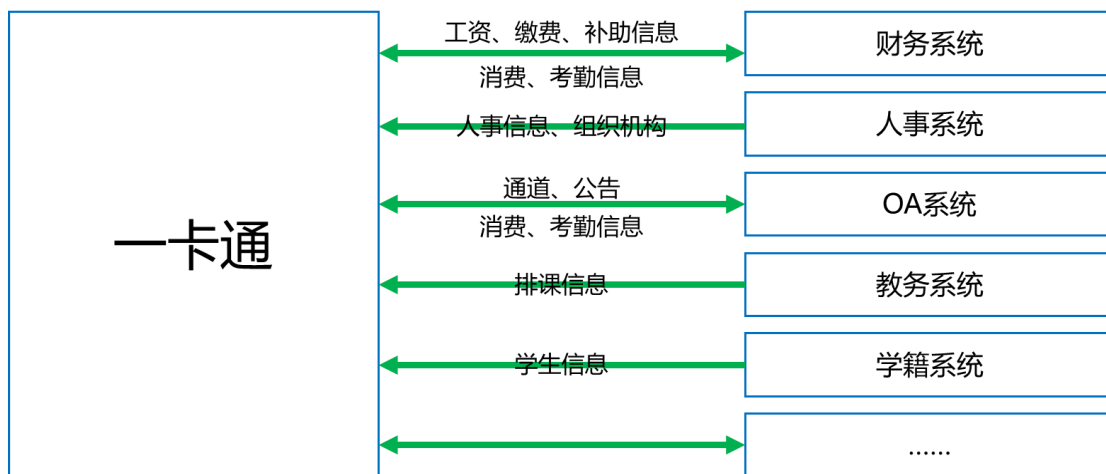 一卡通
工资、缴费、补助信息
消费、考勤信息
财务系统
人事信息、组织机构
人事系统
通道、公告
消费、考勤信息
OA系统
排课信息
教务系统
学生信息
学籍系统
……